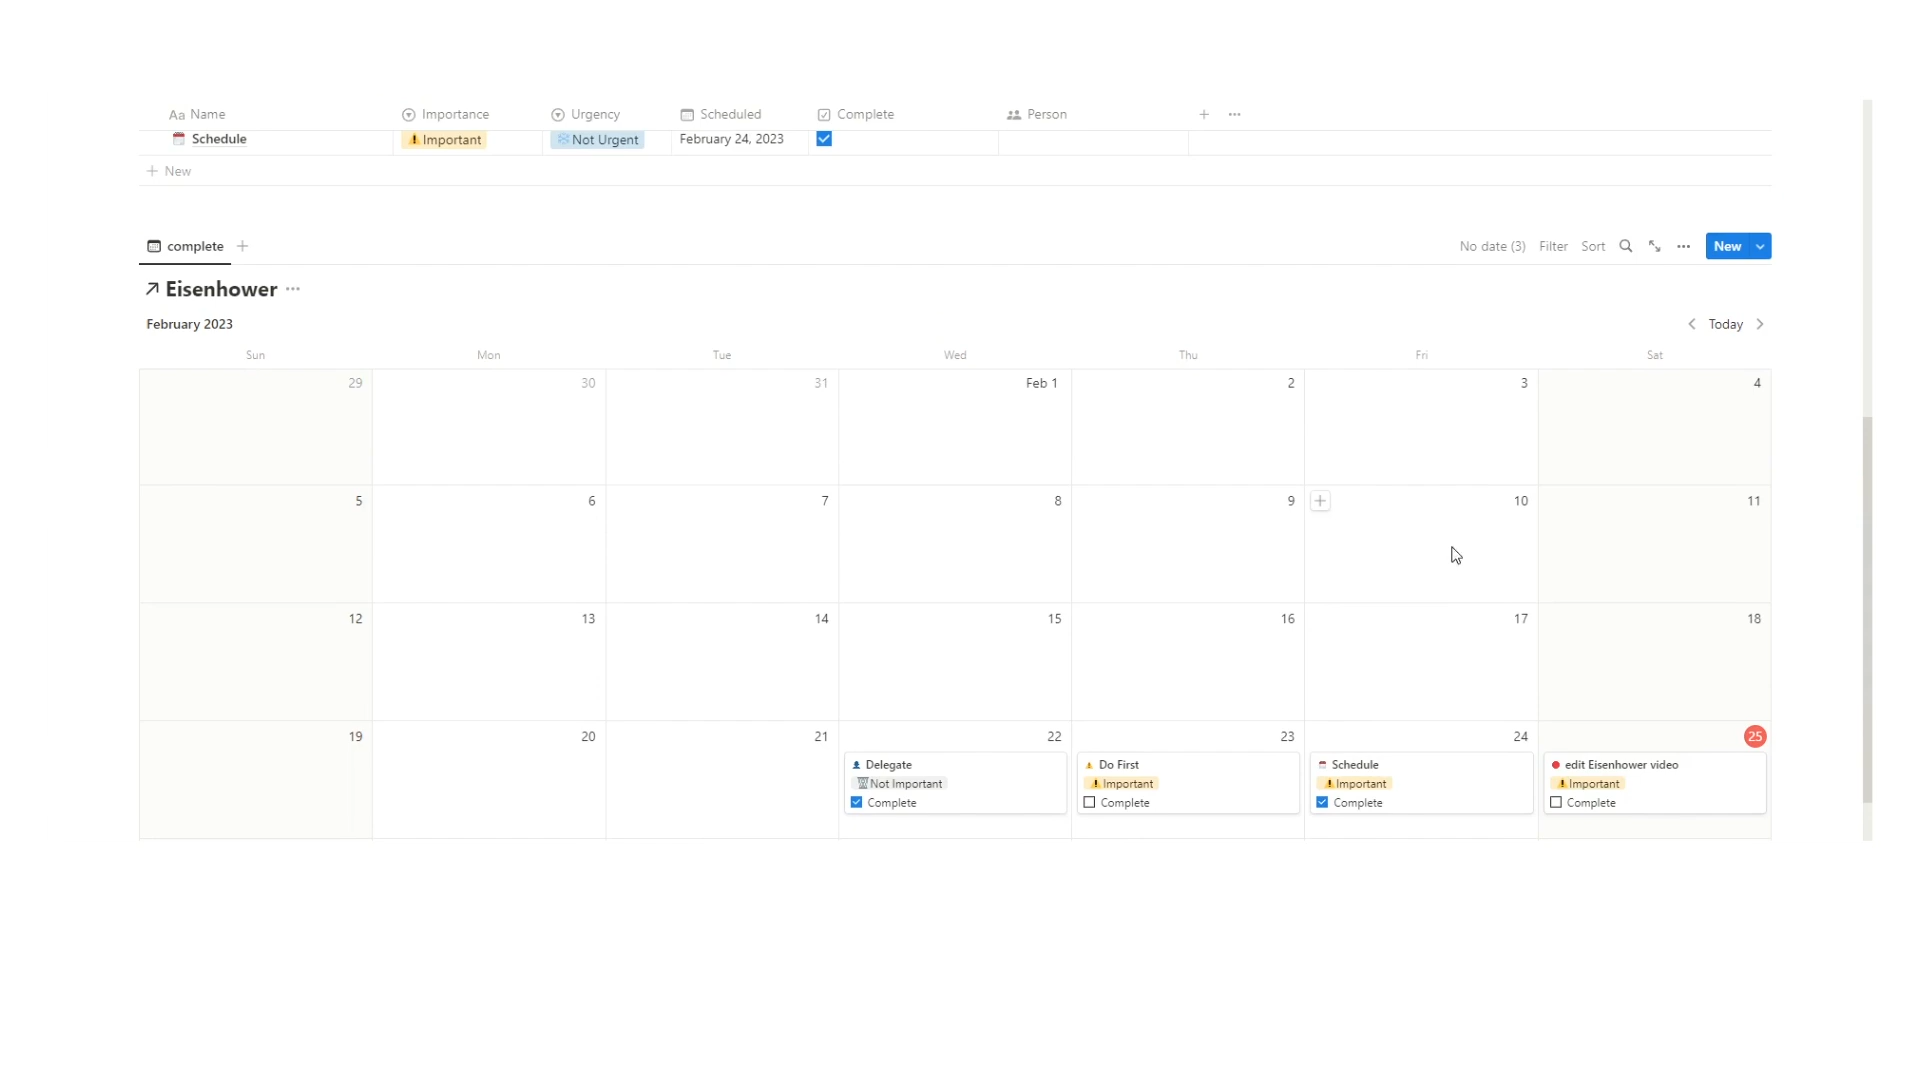 Aa Name Importance Urgency Scheduled Complete Person
Schedule Important Not Urgent February 24, 2023
New
complete No date (3) Filter Sort New
Eisenhower
February 2023 Today
Sun Mon Tue Wed Thu Fri Sat
29 30 31 Feb 1 2 3 4
5 6 7 8 9 10 11
12 13 14 15 16 17 18
19 20 21 22 23 24 25
Delegate Do First Schedule edit Eisenhower video
Not Important Important Important Important
Complete Complete Complete Complete